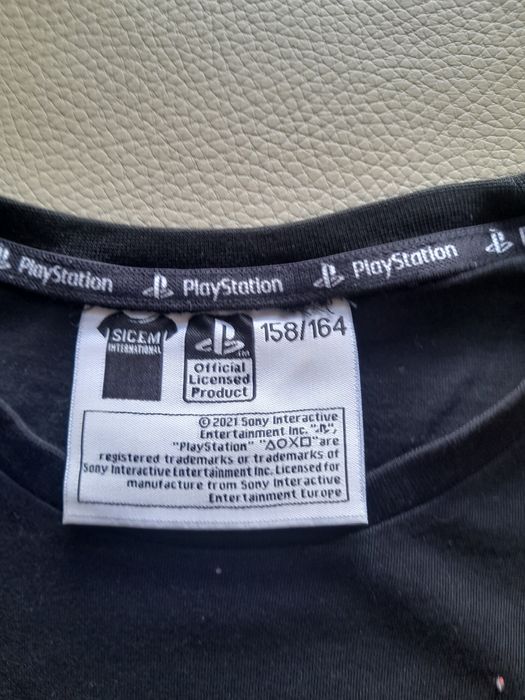 PlayStation PlayStation PlayStation
SICEM
INTERNATIONAL
Official
Licensed
Product
158/164
©2021 Sony Interactive
Entertainment Inc. "PS",
"PlayStation" "△○X□" are
registered trademarks or trademarks of
Sony Interactive Entertainment Inc. Licensed for
manufacture from Sony Interactive
Entertainment Europe